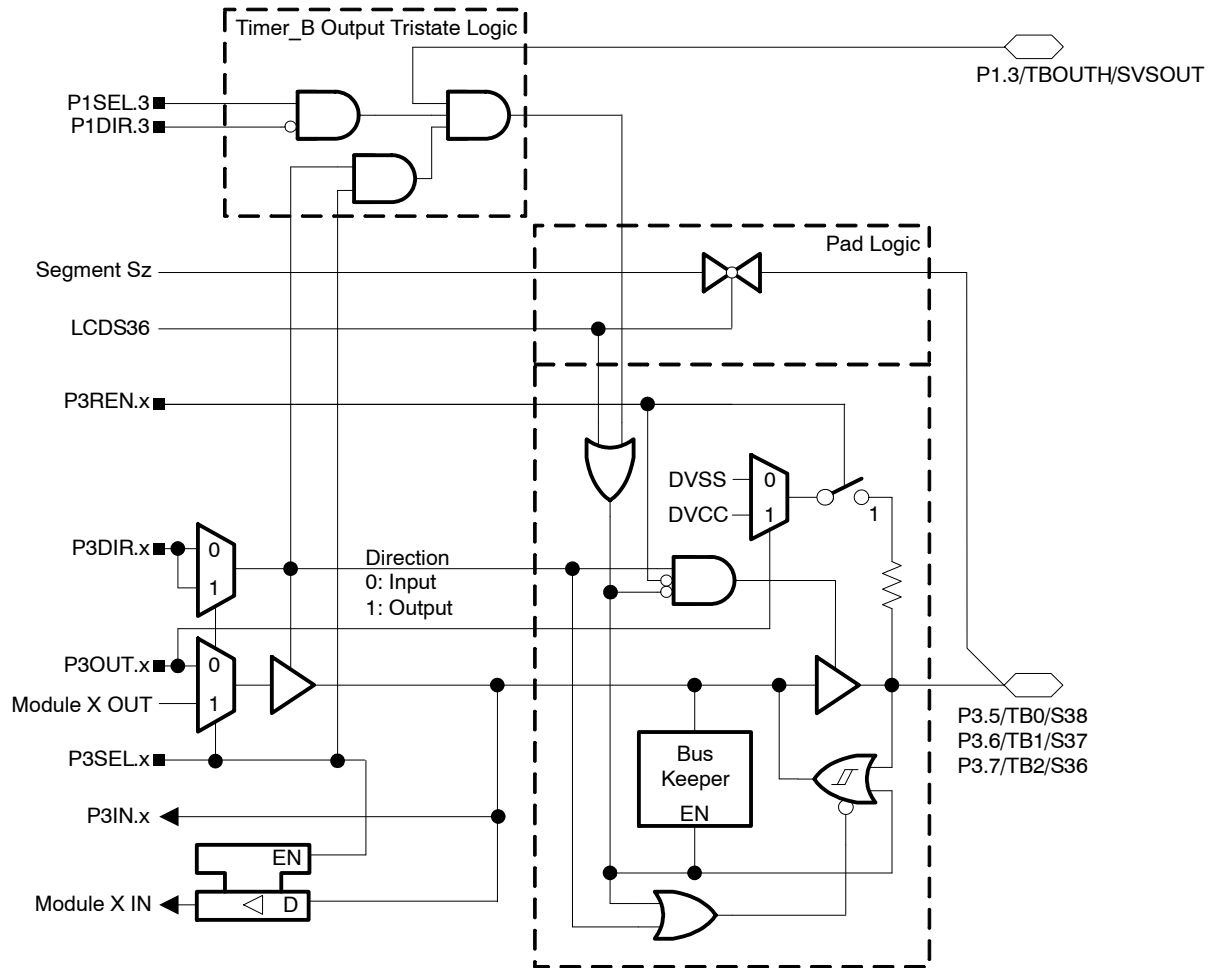 Timer_B Output Tristate Logic
P1.3/TBOUTH/SVSOUT
P1SEL.3
P1DIR.3
Pad Logic
Segment Sz
LCDS36
P3REN.x
DVSS
0
DVCC
1
1
P3DIR.x
0
1
Direction
0: Input
1: Output
P3OUT.x
0
Module X OUT
1
P3.5/TB0/S38
P3.6/TB1/S37
P3.7/TB2/S36
P3SEL.x
Bus
Keeper
EN
P3IN.x
EN
Module X IN
D